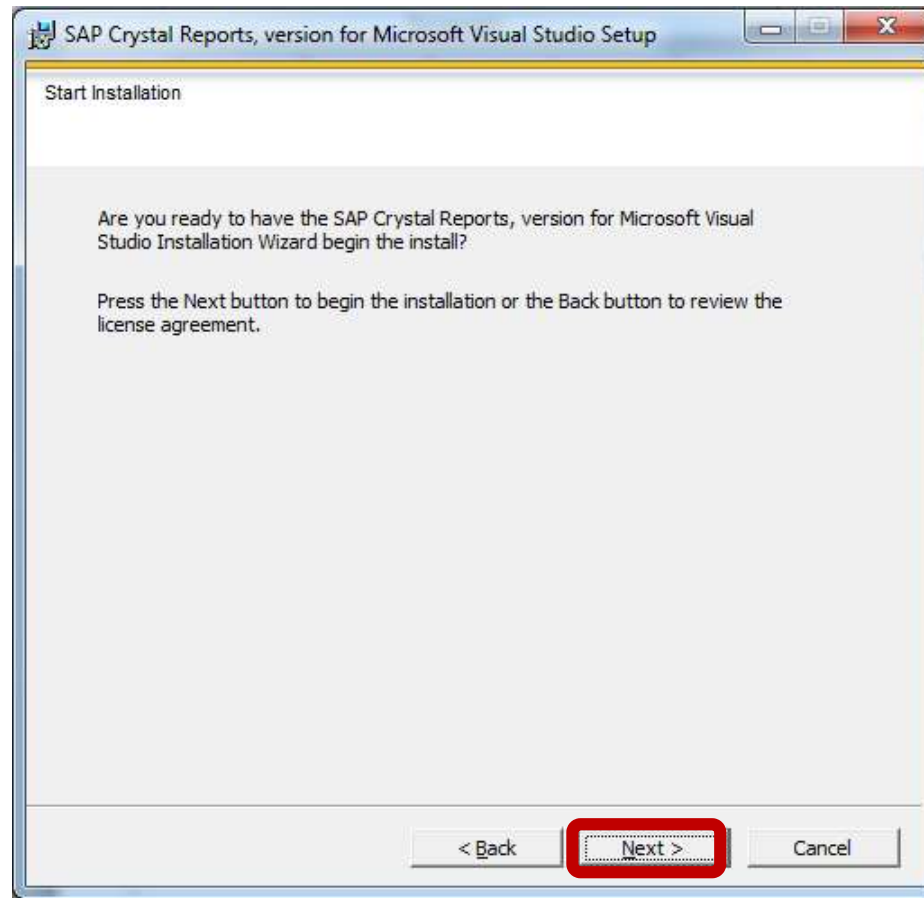 SAP Crystal Reports, version for Microsoft Visual Studio Setup
Start Installation
Are you ready to have the SAP Crystal Reports, version for Microsoft Visual
Studio Installation Wizard begin the install?
Press the Next button to begin the installation or the Back button to review the
license agreement.
< Back
Next >
Cancel